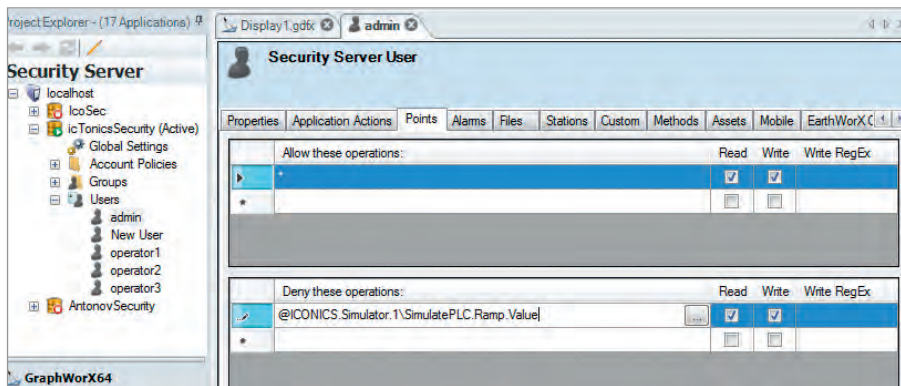 roject Explorer - (17 Applications)
Display1.gdfx
admin
Security Server
localhost
IcoSec
icTonicsSecurity (Active)
Global Settings
Account Policies
Groups
Users
admin
New User
operator1
operator2
operator3
AntonovSecurity
GraphWorX64
Security Server User
Properties Application Actions Points Alarms Files Stations Custom Methods Assets Mobile EarthWorX (
Allow these operations: Read Write Write RegEx
*
*
Deny these operations: Read Write Write RegEx
@ICONICS.Simulator.1\SimulatePLC.Ramp.Value ...
*